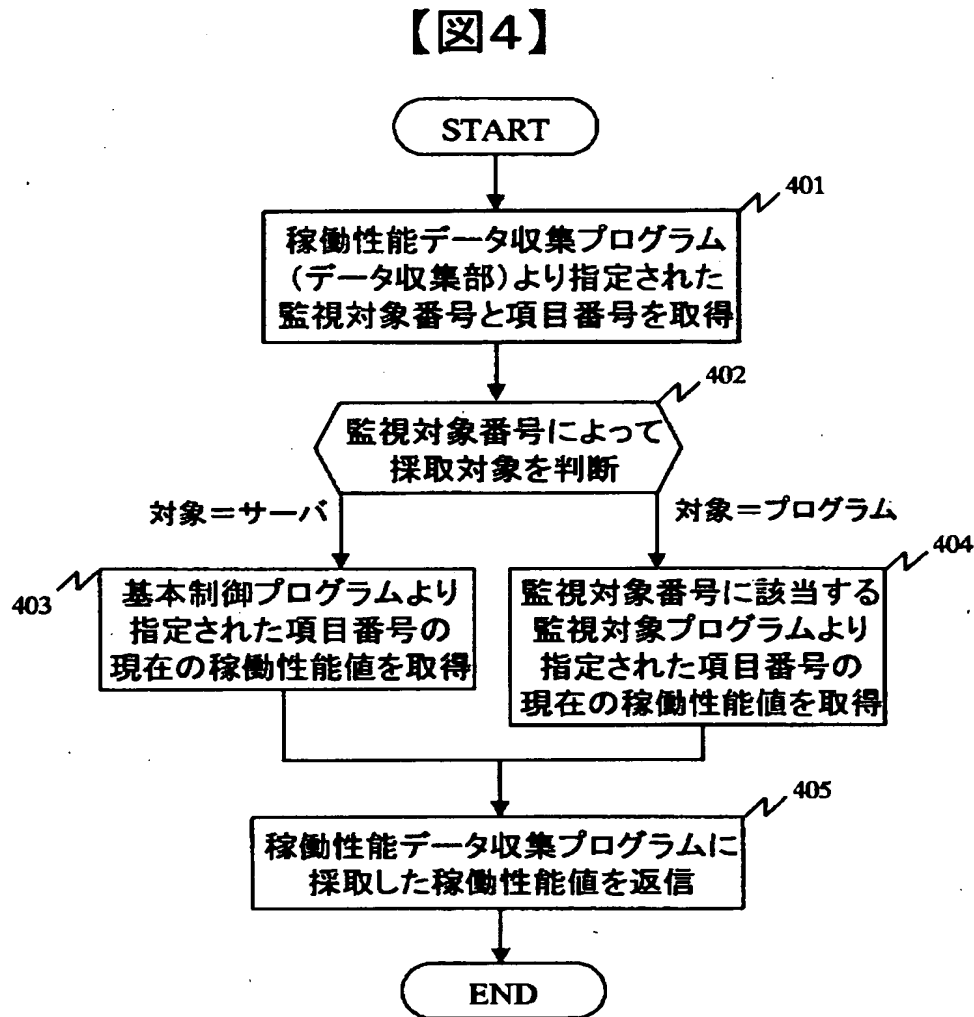 【図4】
START
401
稼働性能データ収集プログラム
(データ収集部)より指定された
監視対象番号と項目番号を取得
402
監視対象番号によって
採取対象を判断
対象=サーバ
対象=プログラム
403
基本制御プログラムより
指定された項目番号の
現在の稼働性能値を取得
404
監視対象番号に該当する
監視対象プログラムより
指定された項目番号の
現在の稼働性能値を取得
405
稼働性能データ収集プログラムに
採取した稼働性能値を返信
END